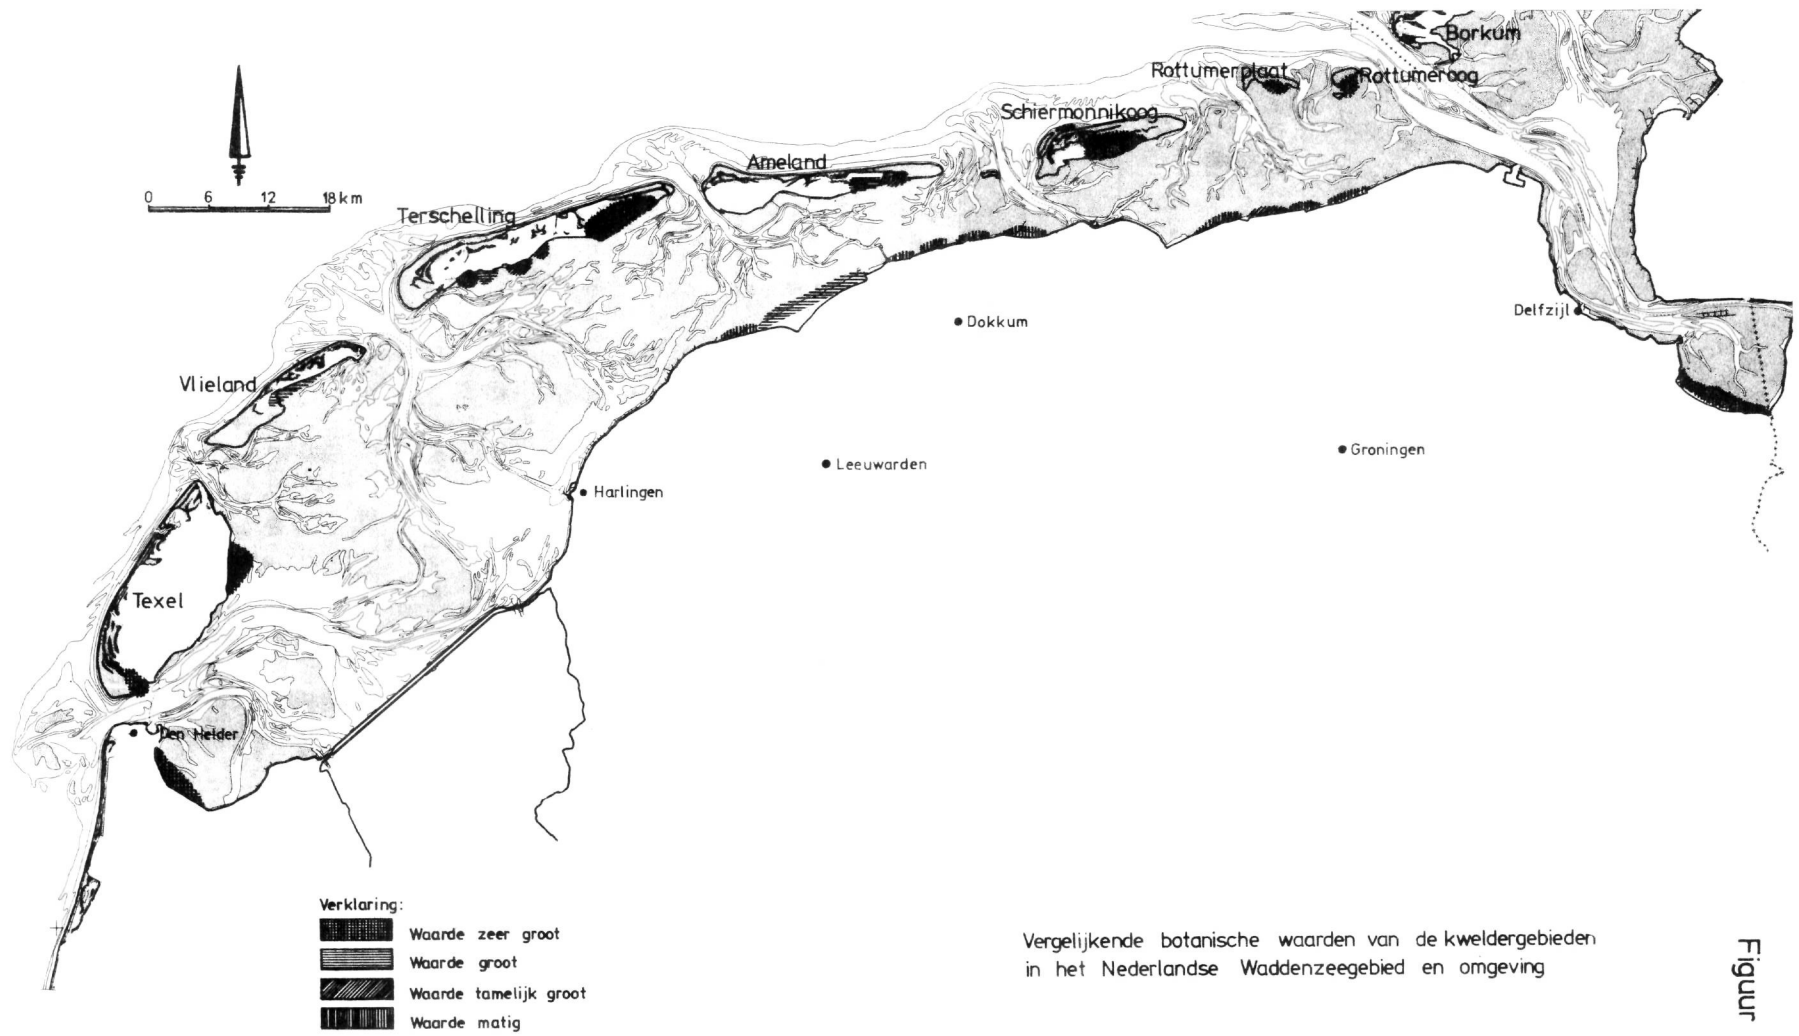 Borkum
Rottumerplaat
Rottumeroog
Schiermonnikoog
Ameland
0 6 12 18 km
Terschelling
Delfzijl
Dokkum
Vlieland
Groningen
Leeuwarden
Harlingen
Texel
Den Helder
Verklaring:
Waarde zeer groot
Waarde groot
Waarde tamelijk groot
Waarde matig
Vergelijkende botanische waarden van de kweldergebieden
in het Nederlandse Waddenzeegebied en omgeving
Figuur